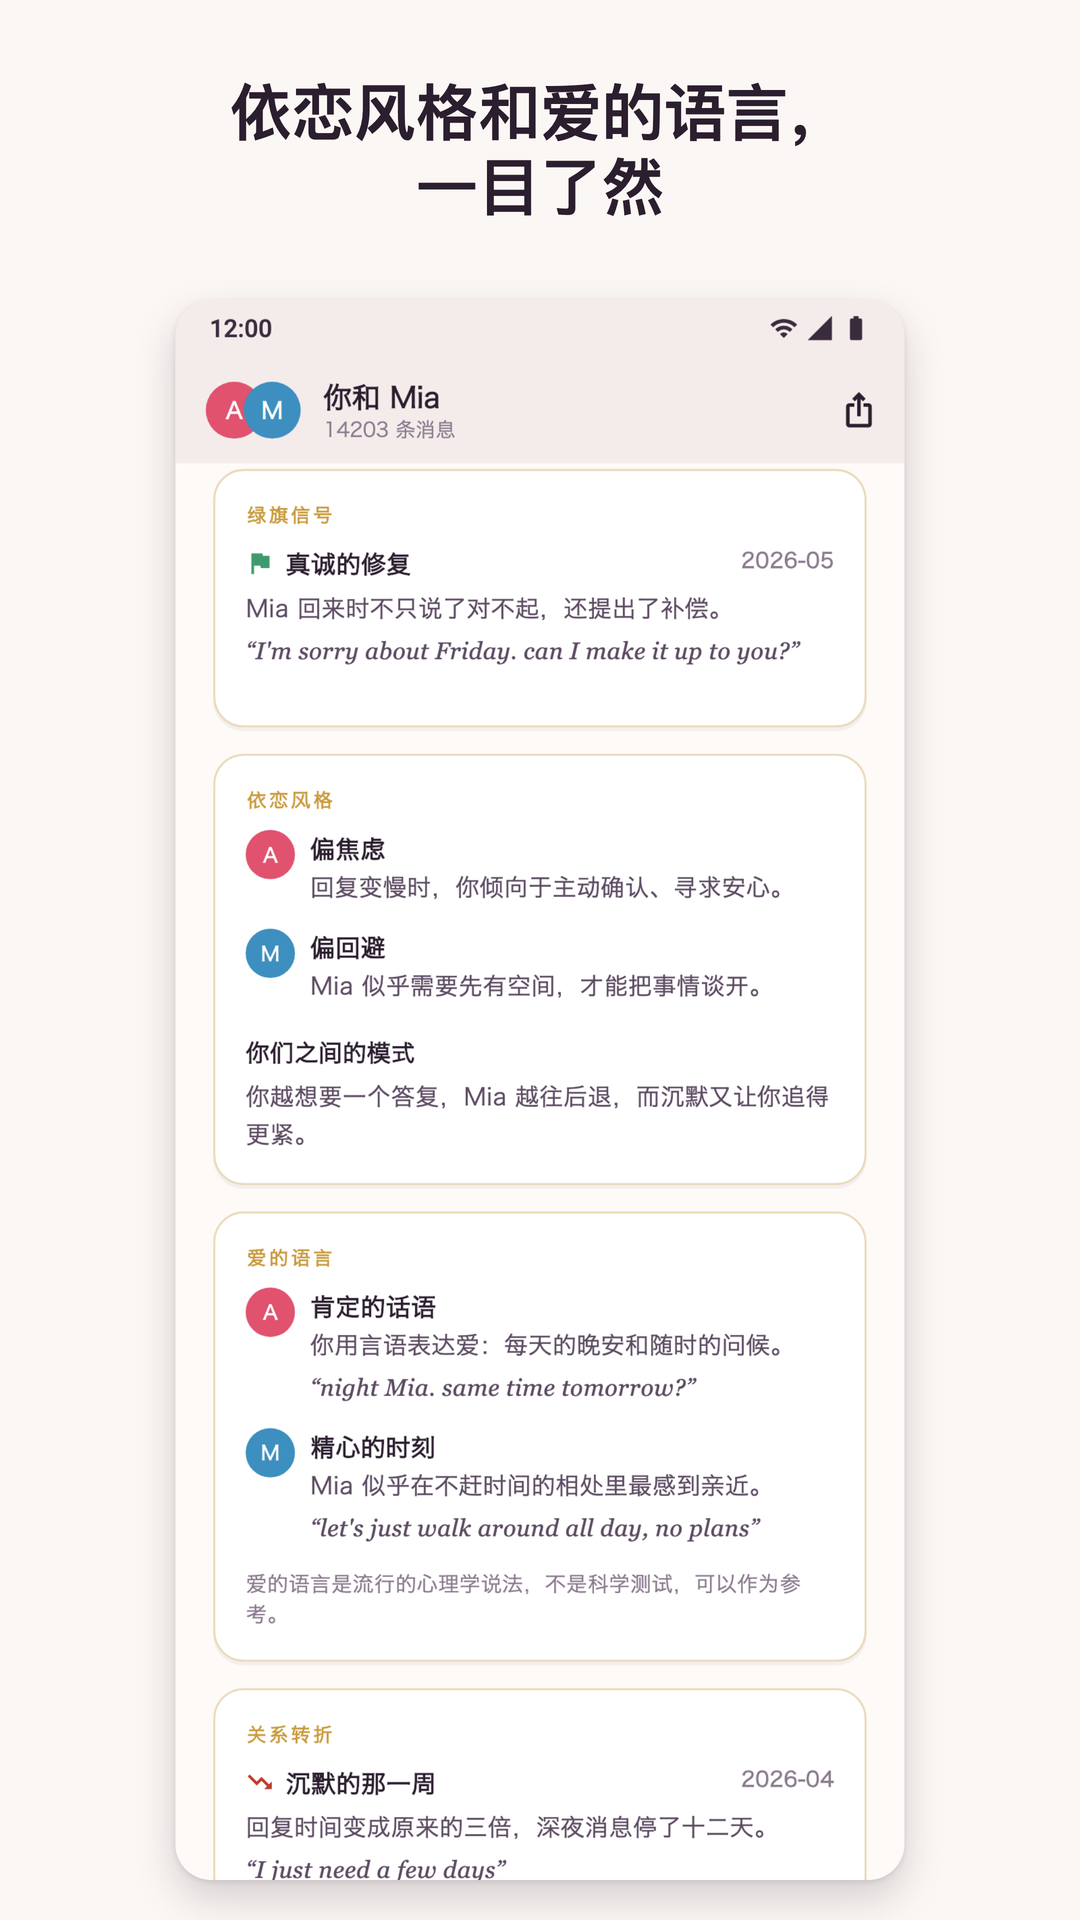 依恋风格和爱的语言，
一目了然
12:00
A M 你和 Mia
14203 条消息
绿旗信号
真诚的修复 2026-05
Mia 回来时不只说了对不起，还提出了补偿。
“I'm sorry about Friday. can I make it up to you?”
依恋风格
A 偏焦虑
回复变慢时，你倾向于主动确认、寻求安心。
M 偏回避
Mia 似乎需要先有空间，才能把事情谈开。
你们之间的模式
你越想要一个答复，Mia 越往后退，而沉默又让你追得
更紧。
爱的语言
A 肯定的话语
你用言语表达爱：每天的晚安和随时的问候。
“night Mia. same time tomorrow?”
M 精心的时刻
Mia 似乎在不赶时间的相处里最感到亲近。
“let's just walk around all day, no plans”
爱的语言是流行的心理学说法，不是科学测试，可以作为参
考。
关系转折
沉默的那一周 2026-04
回复时间变成原来的三倍，深夜消息停了十二天。
“I just need a few days”